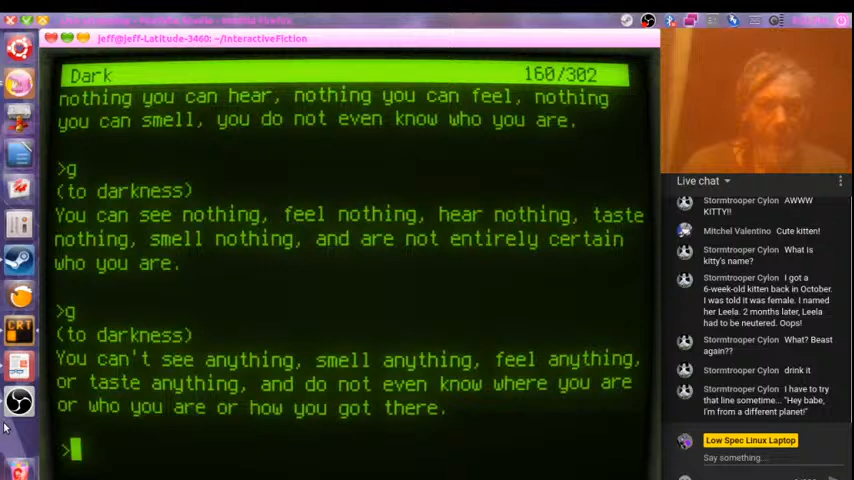 jeff@jeff-Latitude-3460: ~/InteractiveFiction
Dark 160/302
nothing you can hear, nothing you can feel, nothing
you can smell, you do not even know who you are.
>g
(to darkness)
You can see nothing, feel nothing, hear nothing, taste
nothing, smell nothing, and are not entirely certain
who you are.
>g
(to darkness)
You can't see anything, smell anything, feel anything,
or taste anything, and do not even know where you are
or who you are or how you got there.
>
CRT
Live chat
Stormtrooper Cylon AWWW
KITTY!!
Mitchel Valentino Cute kitten!
Stormtrooper Cylon What is
kitty's name?
Stormtrooper Cylon I got a
6-week-old kitten back in October.
I was told it was female. I named
her Leela. 2 months later, Leela
had to be neutered. Oops!
Stormtrooper Cylon What? Beast
again??
Stormtrooper Cylon drink it
Stormtrooper Cylon I have to try
that line sometime... "Hey babe,
I'm from a different planet!"
Low Spec Linux Laptop
Say something...